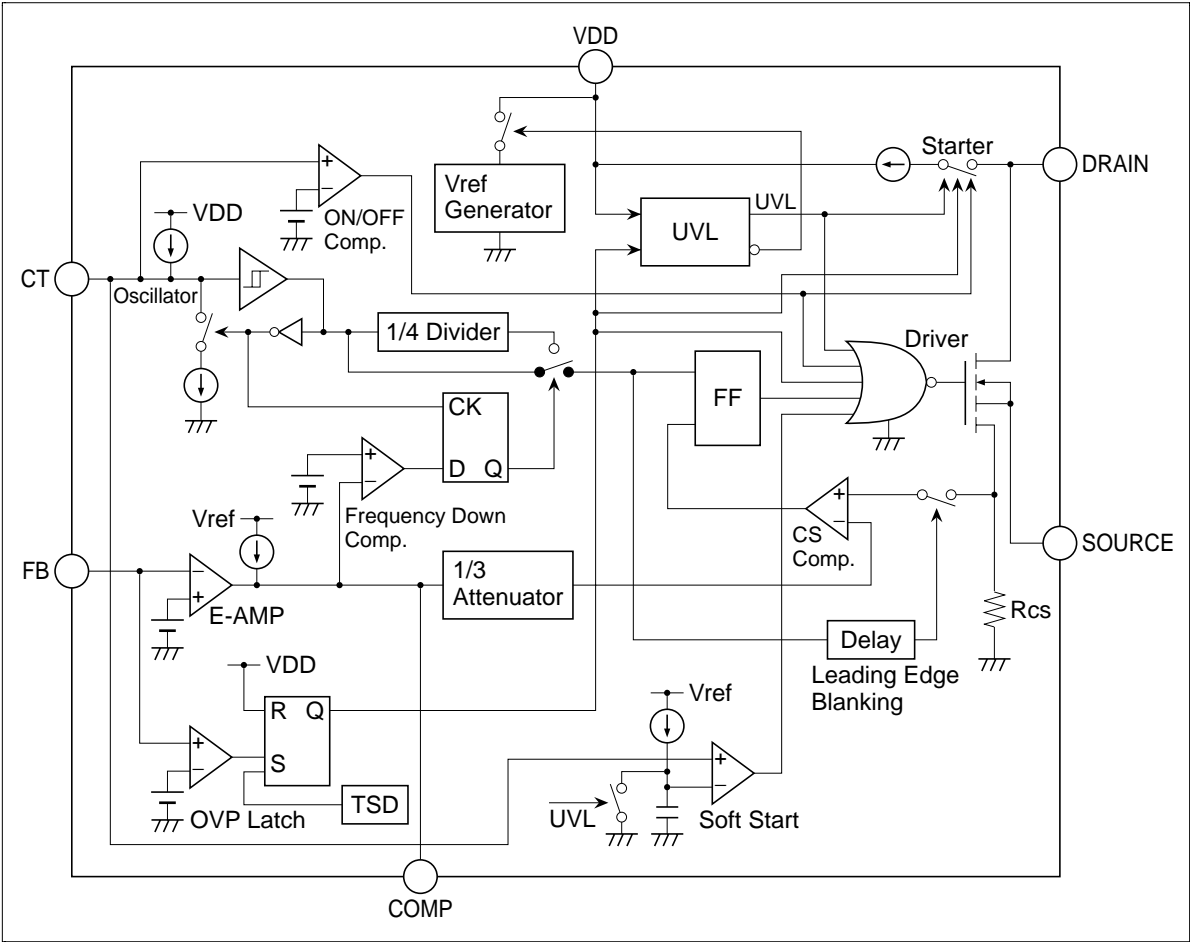 VDD
Starter
DRAIN
Vref
Generator
UVL
UVL
VDD
ON/OFF
Comp.
CT
Oscillator
1/4 Divider
Driver
FF
CK
D Q
Frequency Down
Comp.
CS
Comp.
Vref
FB
E-AMP
1/3
Attenuator
SOURCE
Rcs
Delay
Leading Edge
Blanking
VDD
R Q
S
TSD
OVP Latch
Vref
UVL
Soft Start
COMP